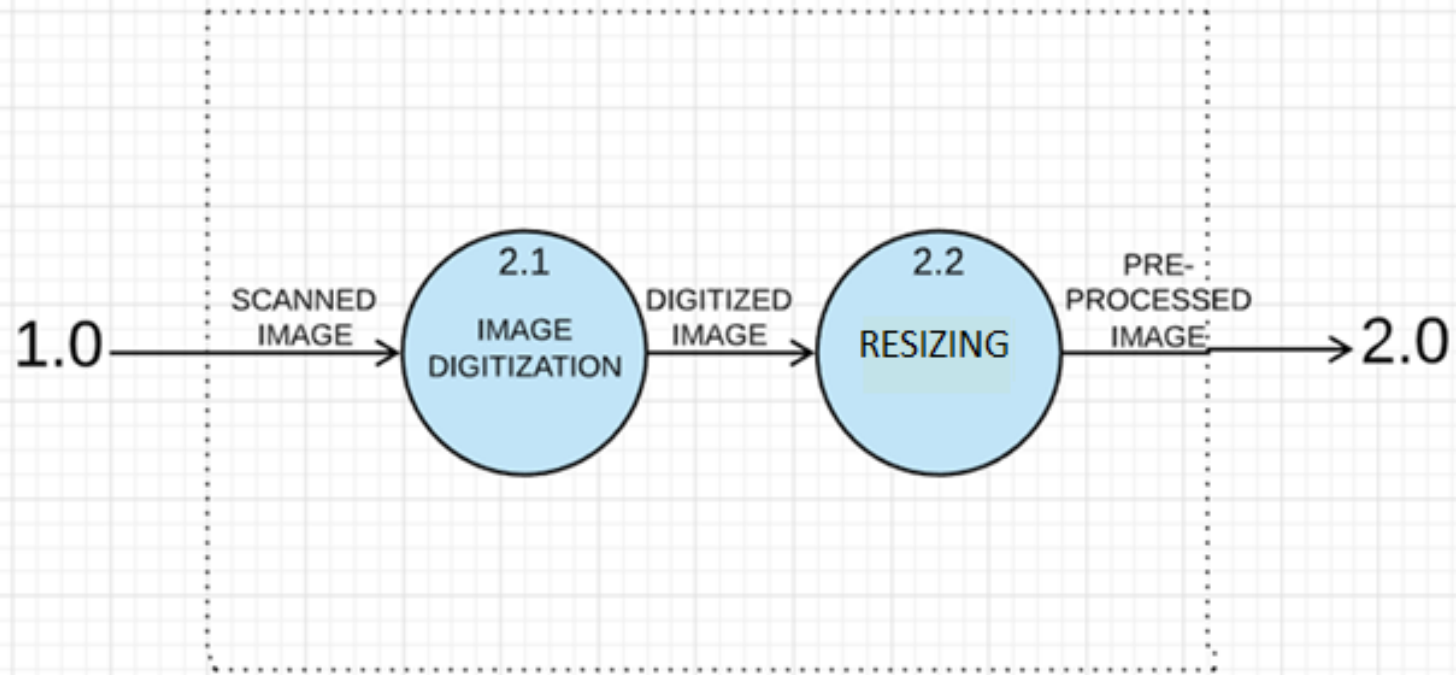 1.0
SCANNED
IMAGE
2.1
IMAGE
DIGITIZATION
DIGITIZED
IMAGE
2.2
RESIZING
PRE-
PROCESSED
IMAGE
2.0